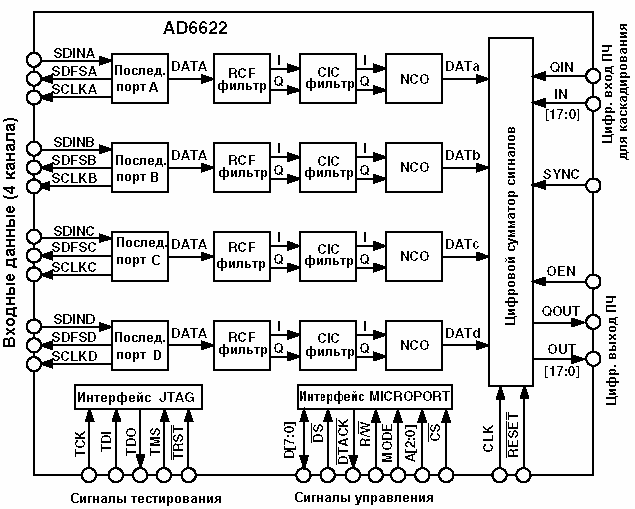 AD6622
Входные данные (4 канала)
SDINA
SDFSA
SCLKA
Послед.
порт A
DATA
RCF
фильтр
I
Q
CIC
фильтр
I
Q
NCO
DATa
SDINB
SDFSB
SCLKB
Послед.
порт B
DATA
RCF
фильтр
I
Q
CIC
фильтр
I
Q
NCO
DATb
SDINC
SDFSC
SCLKC
Послед.
порт C
DATA
RCF
фильтр
I
Q
CIC
фильтр
I
Q
NCO
DATc
SDIND
SDFSD
SCLKD
Послед.
порт D
DATA
RCF
фильтр
I
Q
CIC
фильтр
I
Q
NCO
DATd
Цифровой сумматор сигналов
QIN
IN
[17:0]
SYNC
OEN
QOUT
OUT
[17:0]
Цифр. вход ПЧ
для каскадирования
Цифр. выход ПЧ
Интерфейс JTAG
TCK
TDI
TDO
TMS
TRST
Сигналы тестирования
Интерфейс MICROPORT
D[7:0]
DS
DTACK
R/W
MODE
A[2:0]
CS
Сигналы управления
CLK
RESET